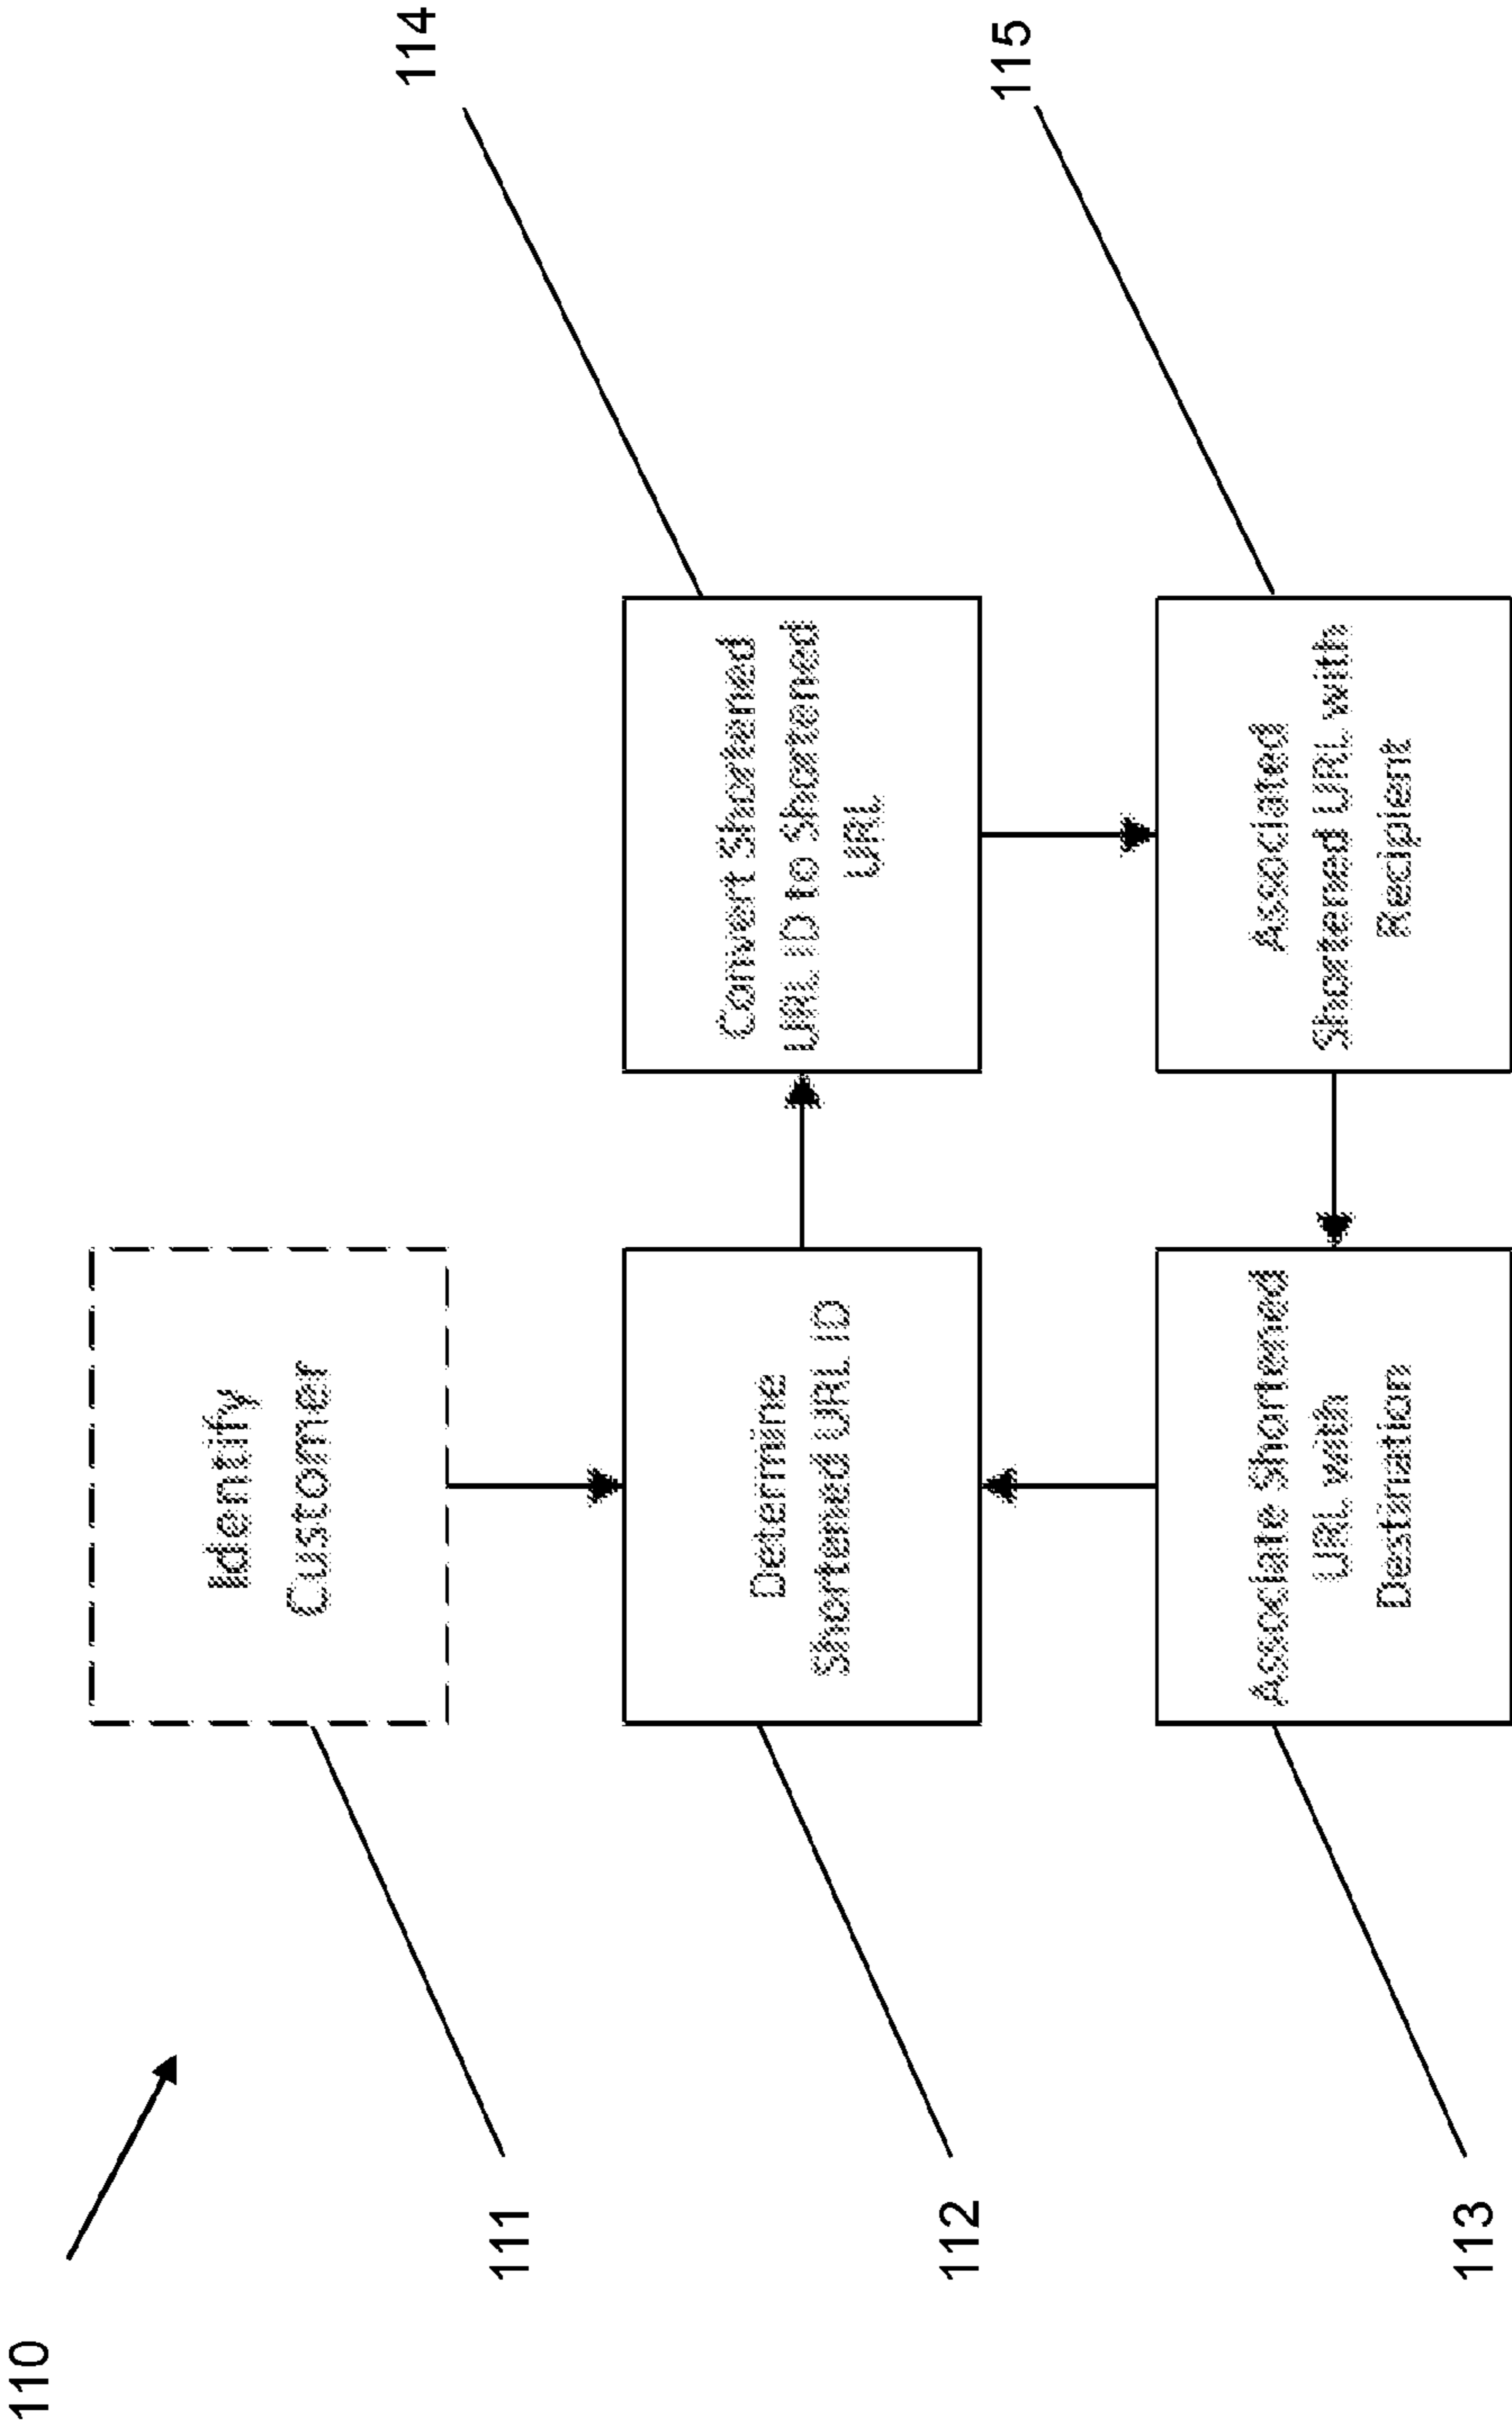 110
111
Identify
Customer
112
Determine
Shortened URL ID
114
Convert Shortened
URL ID to Shortened
URL
113
Associate Shortened
URL with
Destination
115
Associated
Shortened URL with
Recipient